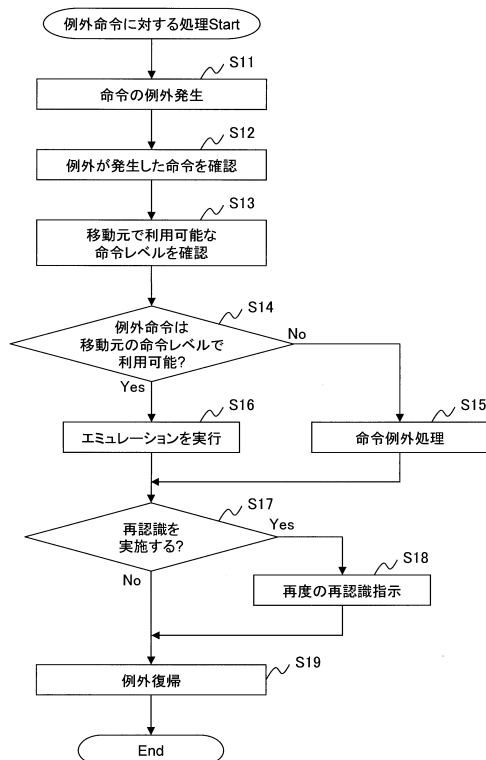 例外命令に対する処理Start
S11
命令の例外発生
S12
例外が発生した命令を確認
S13
移動元で利用可能な
命令レベルを確認
S14
例外命令は
移動元の命令レベルで
利用可能?
No
Yes
S16
エミュレーションを実行
S15
命令例外処理
S17
再認識を
実施する?
Yes
No
S18
再度の再認識指示
S19
例外復帰
End